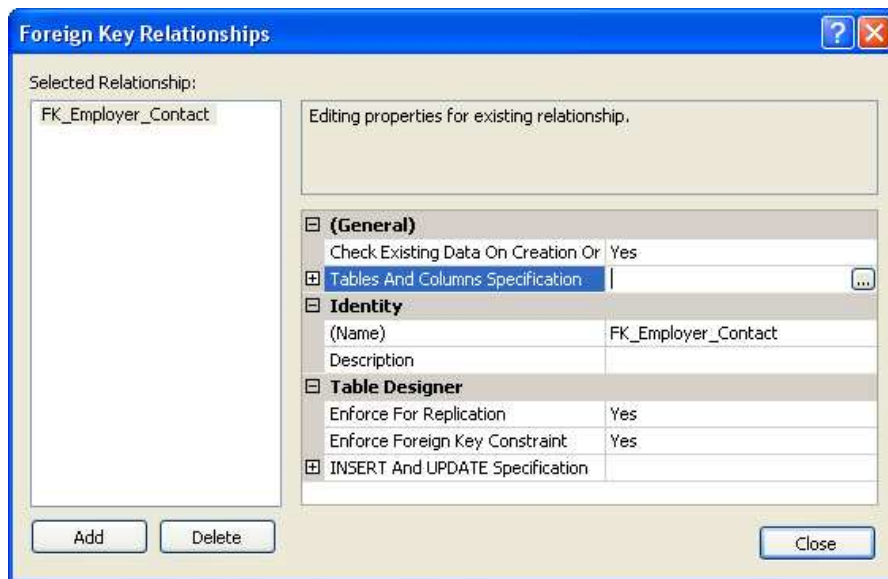 Foreign Key Relationships
Selected Relationship:
FK_Employer_Contact
Editing properties for existing relationship.
(General)
Check Existing Data On Creation Or Yes
Tables And Columns Specification ...
Identity
(Name) FK_Employer_Contact
Description
Table Designer
Enforce For Replication Yes
Enforce Foreign Key Constraint Yes
INSERT And UPDATE Specification
Add Delete
Close